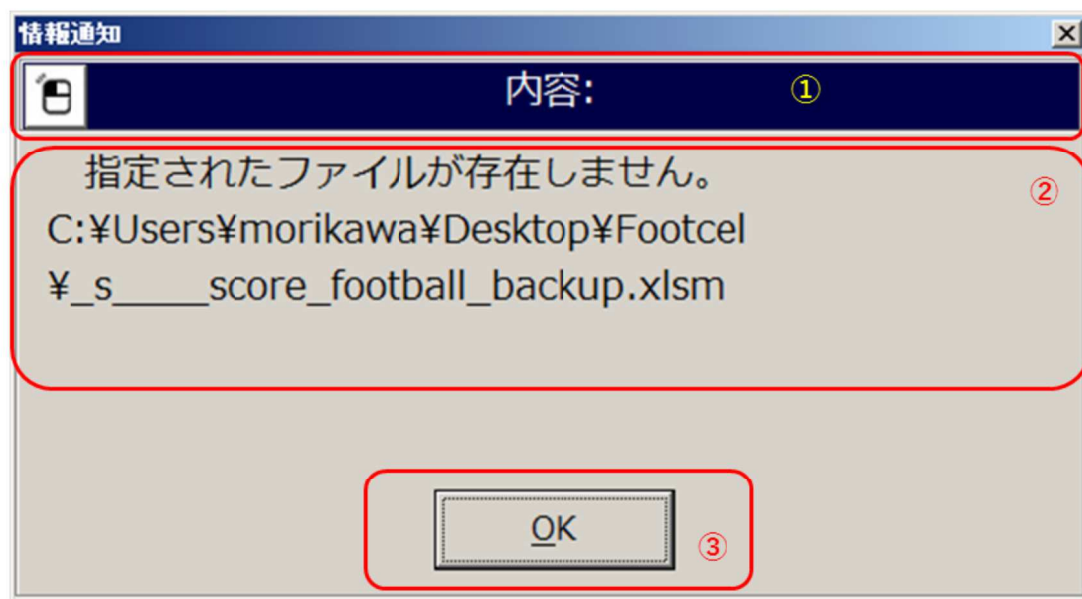 情報通知
内容: ①
指定されたファイルが存在しません。 ②
C:¥Users¥morikawa¥Desktop¥Footcel
¥_s____score_football_backup.xlsm
OK ③